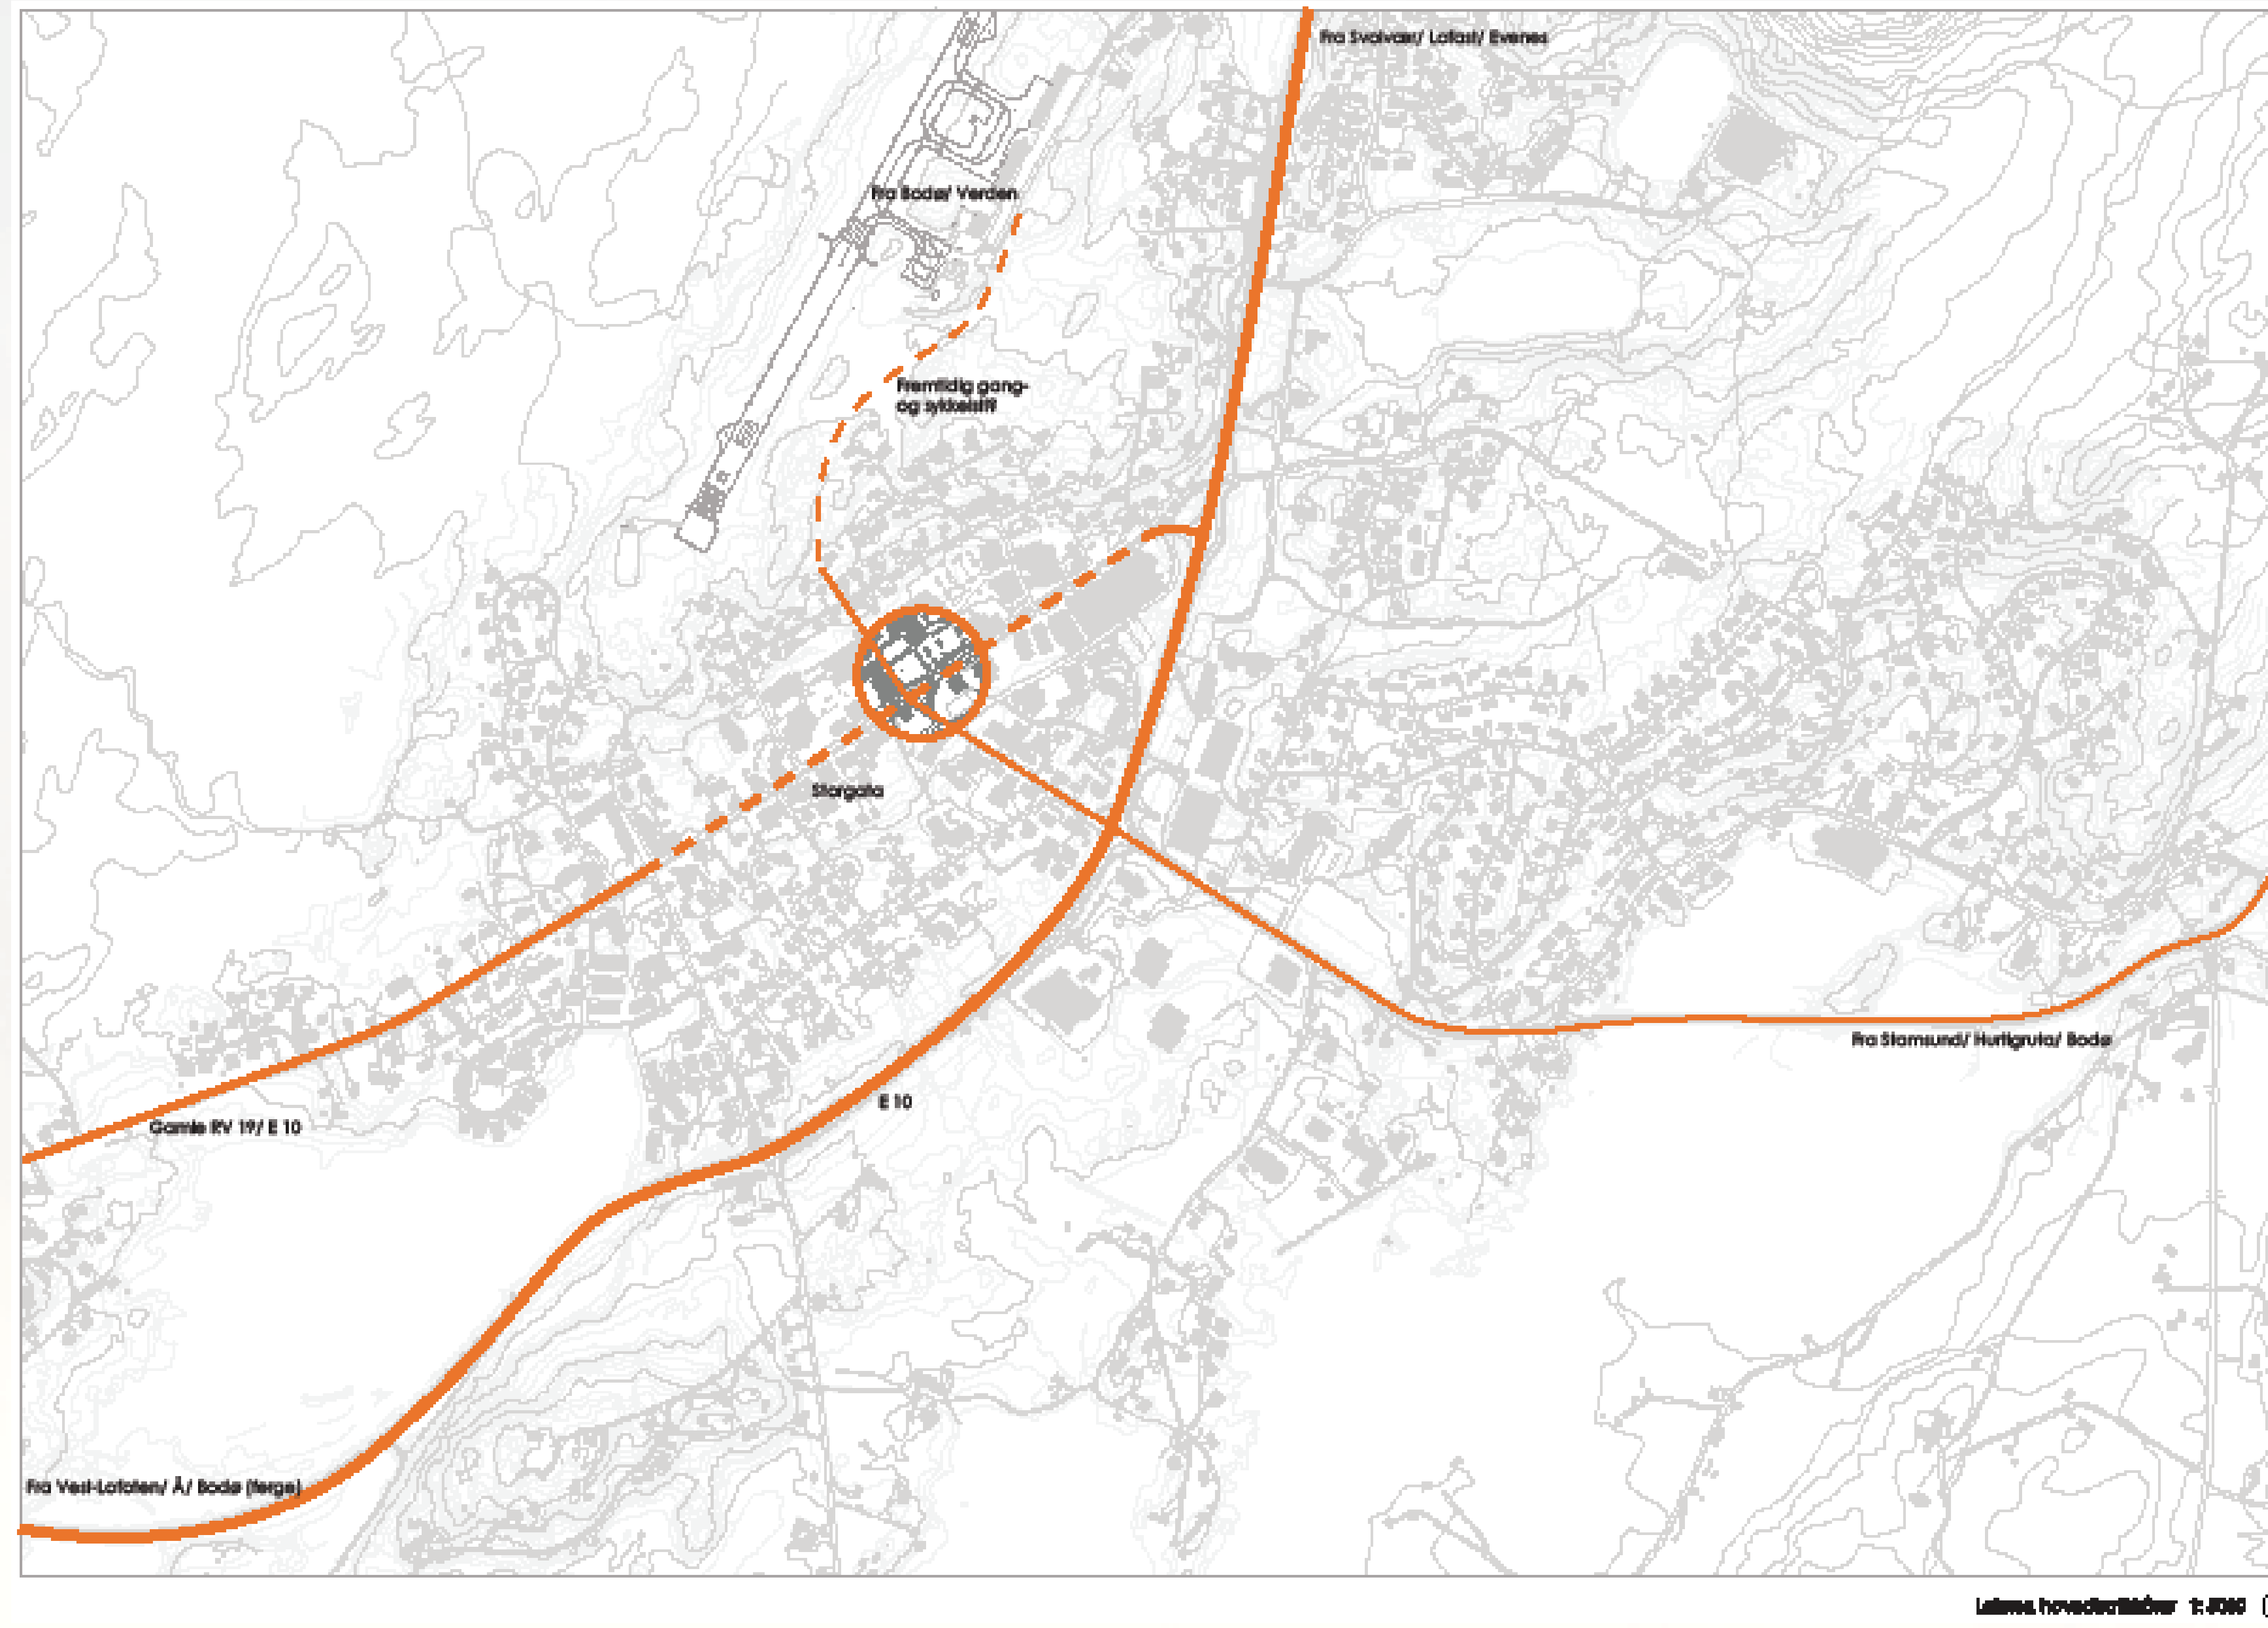 Fra Svolvær/ Lofast/ Evenes
Fra Bodø/ Verden
Fremtidig gang-
og sykkelsti
Storgata
E 10
Fra Stamsund/ Hurtigruta/ Bodø
Gamle RV 19/ E 10
Fra Vest-Lofoten/ Å/ Bodø (ferge)